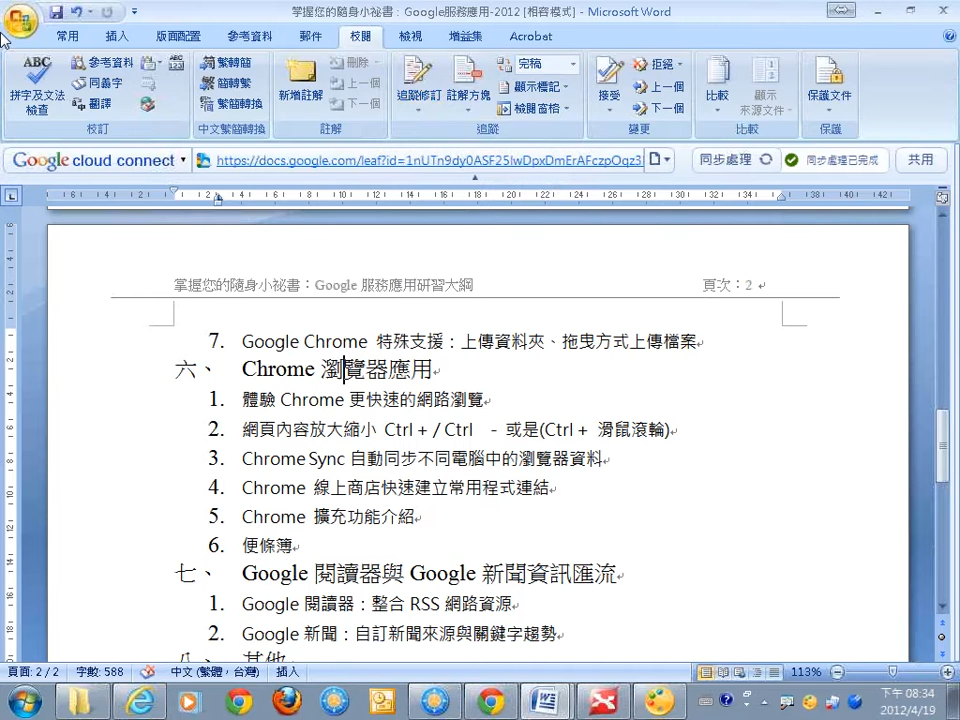 掌握您的隨身小祕書：Google服務應用-2012 [相容模式] - Microsoft Word
常用 插入 版面配置 參考資料 郵件 校閱 檢視 增益集 Acrobat
拼字及文法檢查 參考資料 同義字 翻譯
繁轉簡 簡轉繁 繁簡轉換
新增註解 刪除 上一個 下一個
追蹤修訂 註解方塊 完稿 顯示標記 檢閱窗格
接受 拒絕 上一個 下一個
比較 顯示來源文件 保護文件
校訂 中文繁簡轉換 註解 追蹤 變更 比較 保護
Google cloud connect https://docs.google.com/leaf?id=1nUTn9dy0ASF25lwDpxDmErAFczpOqz3 同步處理 同步處理已完成 共用
掌握您的隨身小祕書：Google 服務應用研習大綱 頁次：2
7. Google Chrome 特殊支援：上傳資料夾、拖曳方式上傳檔案
六、 Chrome 瀏覽器應用
1. 體驗 Chrome 更快速的網路瀏覽
2. 網頁內容放大縮小 Ctrl + / Ctrl - 或是(Ctrl + 滑鼠滾輪)
3. Chrome Sync 自動同步不同電腦中的瀏覽器資料
4. Chrome 線上商店快速建立常用程式連結
5. Chrome 擴充功能介紹
6. 便條簿
七、 Google 閱讀器與 Google 新聞資訊匯流
1. Google 閱讀器：整合 RSS 網路資源
2. Google 新聞：自訂新聞來源與關鍵字趨勢
八、 其他
頁面: 2 / 2 字數: 588 中文 (繁體，台灣) 插入 113%
下午 08:34
2012/4/19